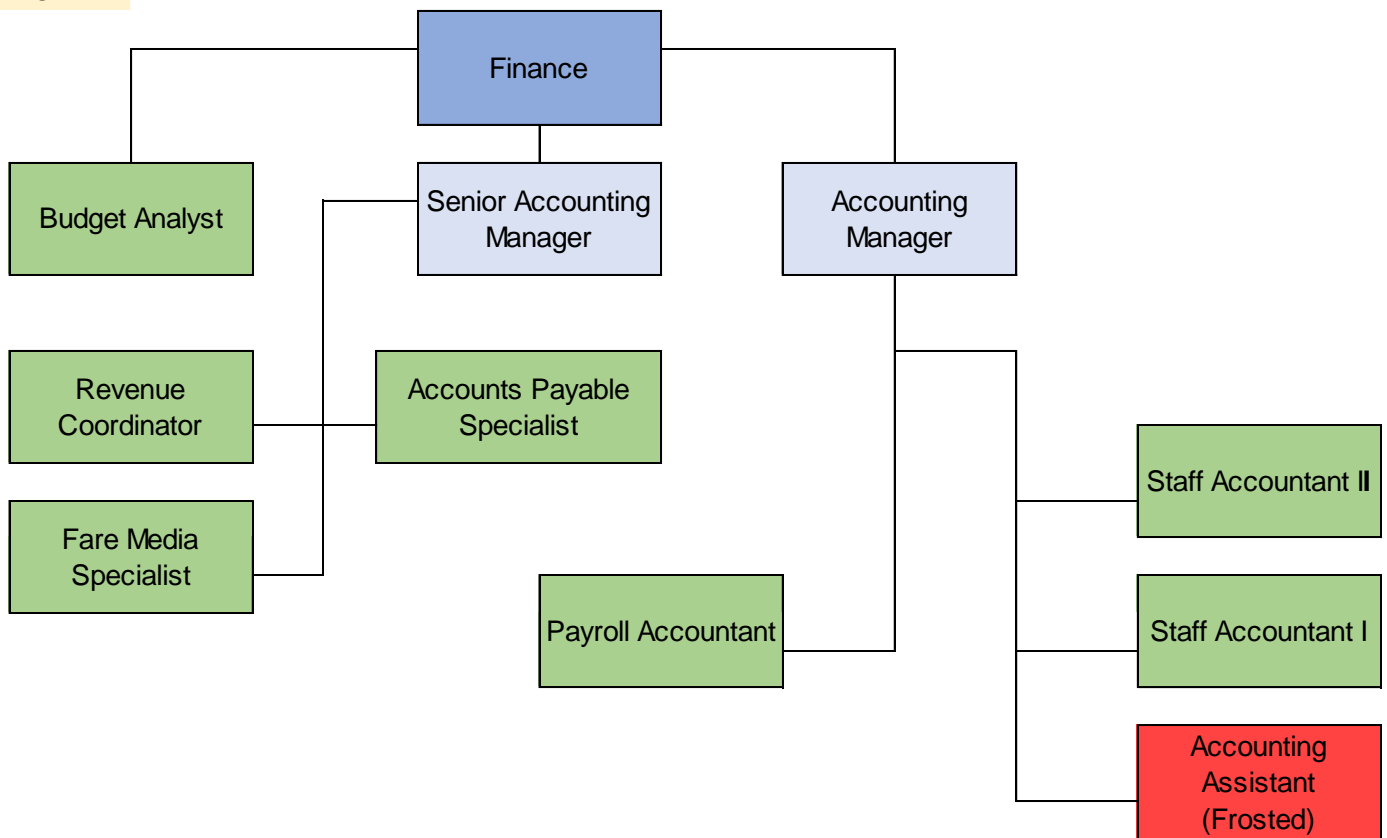 Finance
Budget Analyst
Senior Accounting
Manager
Accounting
Manager
Revenue
Coordinator
Accounts Payable
Specialist
Staff Accountant II
Fare Media
Specialist
Payroll Accountant
Staff Accountant I
Accounting
Assistant
(Frosted)